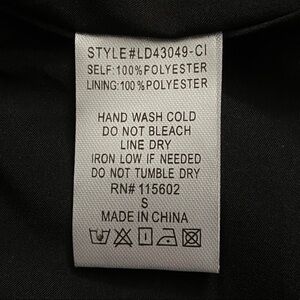 STYLE#LD43049-CI
SELF:100%POLYESTER
LINING:100%POLYESTER
HAND WASH COLD
DO NOT BLEACH
LINE DRY
IRON LOW IF NEEDED
DO NOT TUMBLE DRY
RN# 115602
S
MADE IN CHINA